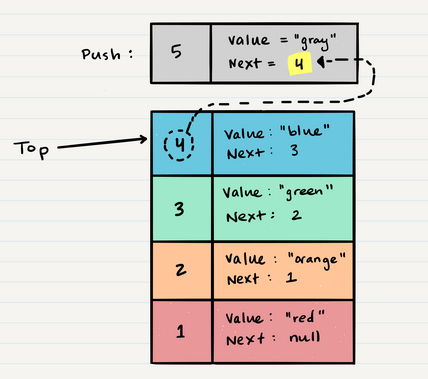 Push :
5
Value = "gray"
Next = 4
Top
4
Value : "blue"
Next : 3
3
Value : "green"
Next : 2
2
Value : "orange"
Next : 1
1
Value : "red"
Next : null